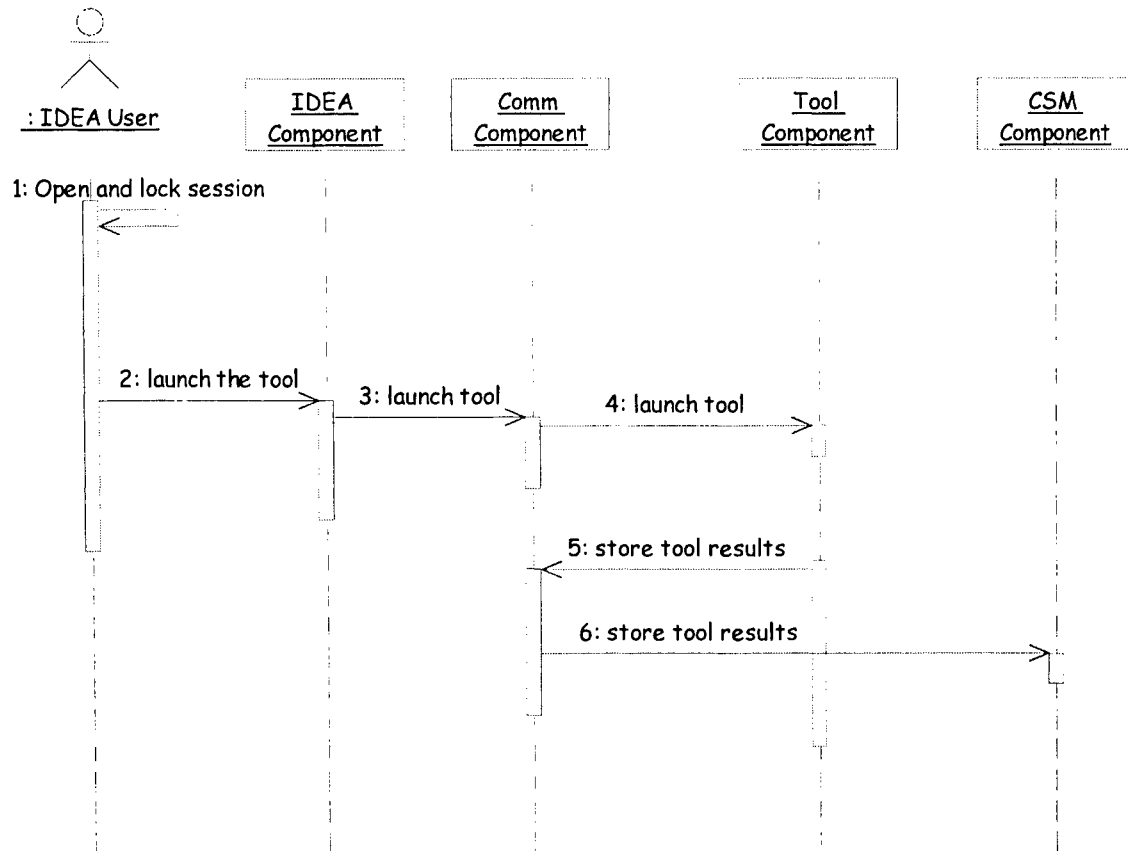 : IDEA User
IDEA
Component
Comm
Component
Tool
Component
CSM
Component
1: Open and lock session
2: launch the tool
3: launch tool
4: launch tool
5: store tool results
6: store tool results